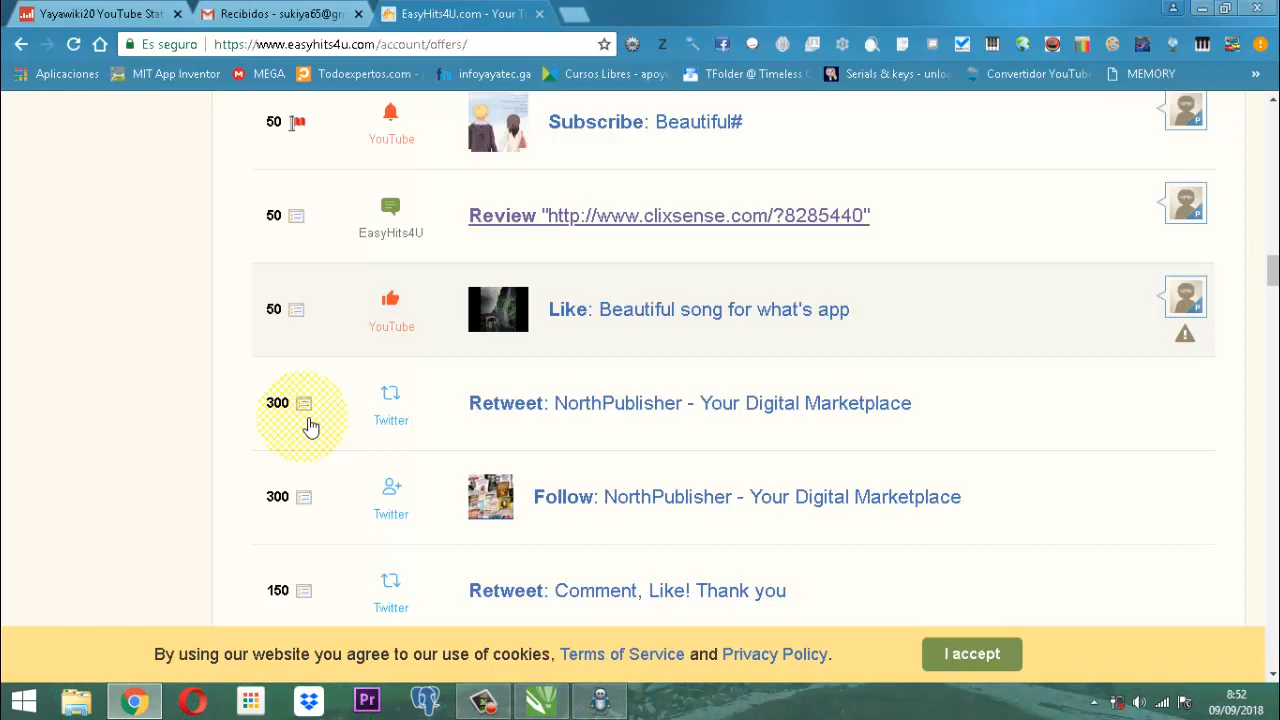 Yayawiki20 YouTube Stat
Recibidos - sukiya65@gm
EasyHits4U.com - Your T
Es seguro
https://www.easyhits4u.com/account/offers/
Aplicaciones
MIT App Inventor
MEGA
Todoexpertos.com -
infoyayatec.ga
Cursos Libres - apoy
TFolder @ Timeless
Serials & keys - unlo
Convertidor YouTube
MEMORY
50
YouTube
Subscribe: Beautiful#
50
EasyHits4U
Review "http://www.clixsense.com/?8285440"
50
YouTube
Like: Beautiful song for what's app
300
Twitter
Retweet: NorthPublisher - Your Digital Marketplace
300
Twitter
Follow: NorthPublisher - Your Digital Marketplace
150
Twitter
Retweet: Comment, Like! Thank you
By using our website you agree to our use of cookies, Terms of Service and Privacy Policy.
I accept
Pr
8:52
09/09/2018